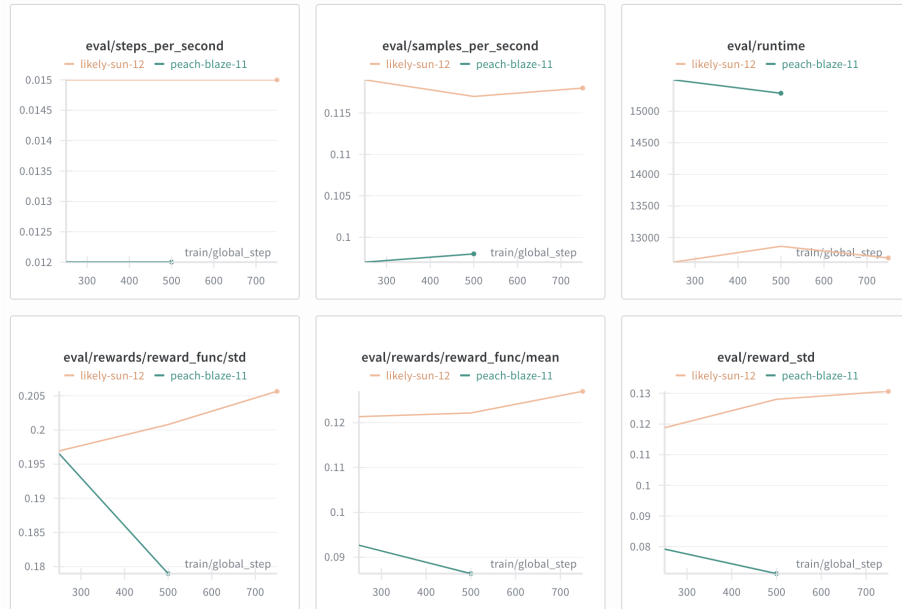 eval/steps_per_second
likely-sun-12 peach-blaze-11
0.015
0.0145
0.014
0.0135
0.013
0.0125
0.012
train/global_step
300 400 500 600 700
eval/samples_per_second
likely-sun-12 peach-blaze-11
0.115
0.11
0.105
0.1
train/global_step
300 400 500 600 700
eval/runtime
likely-sun-12 peach-blaze-11
15000
14500
14000
13500
13000
train/global_step
300 400 500 600 700
eval/rewards/reward_func/std
likely-sun-12 peach-blaze-11
0.205
0.2
0.195
0.19
0.185
0.18
train/global_step
300 400 500 600 700
eval/rewards/reward_func/mean
likely-sun-12 peach-blaze-11
0.12
0.11
0.1
0.09
train/global_step
300 400 500 600 700
eval/reward_std
likely-sun-12 peach-blaze-11
0.13
0.12
0.11
0.1
0.09
0.08
train/global_step
300 400 500 600 700